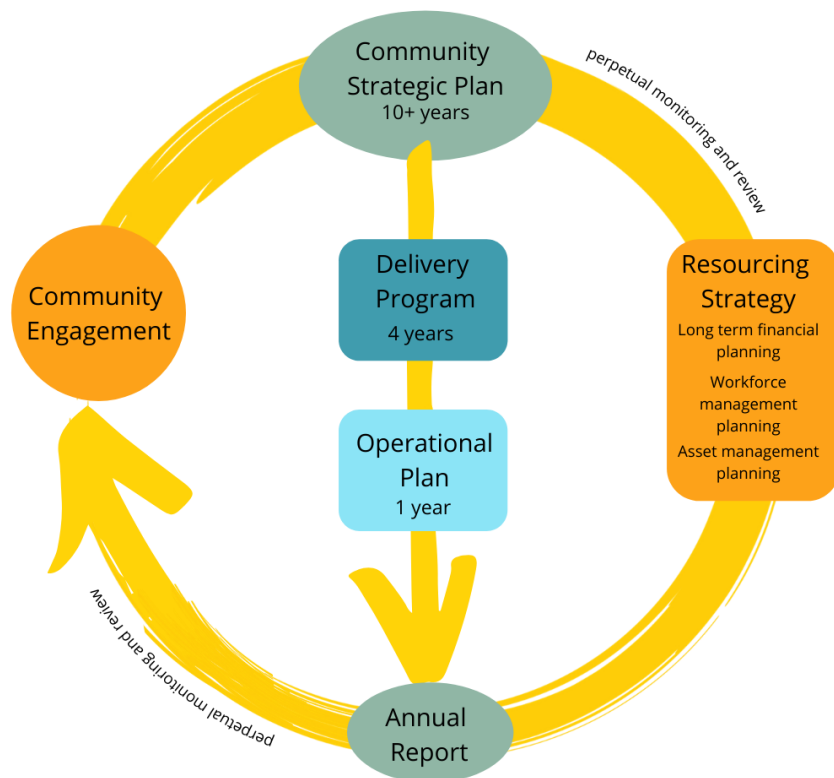 Community
Strategic Plan
10+ years
perpetual monitoring and review
Community
Engagement
Delivery
Program
4 years
Resourcing
Strategy
Long term financial
planning
Workforce
management
planning
Asset management
planning
Operational
Plan
1 year
perpetual monitoring and review
Annual
Report